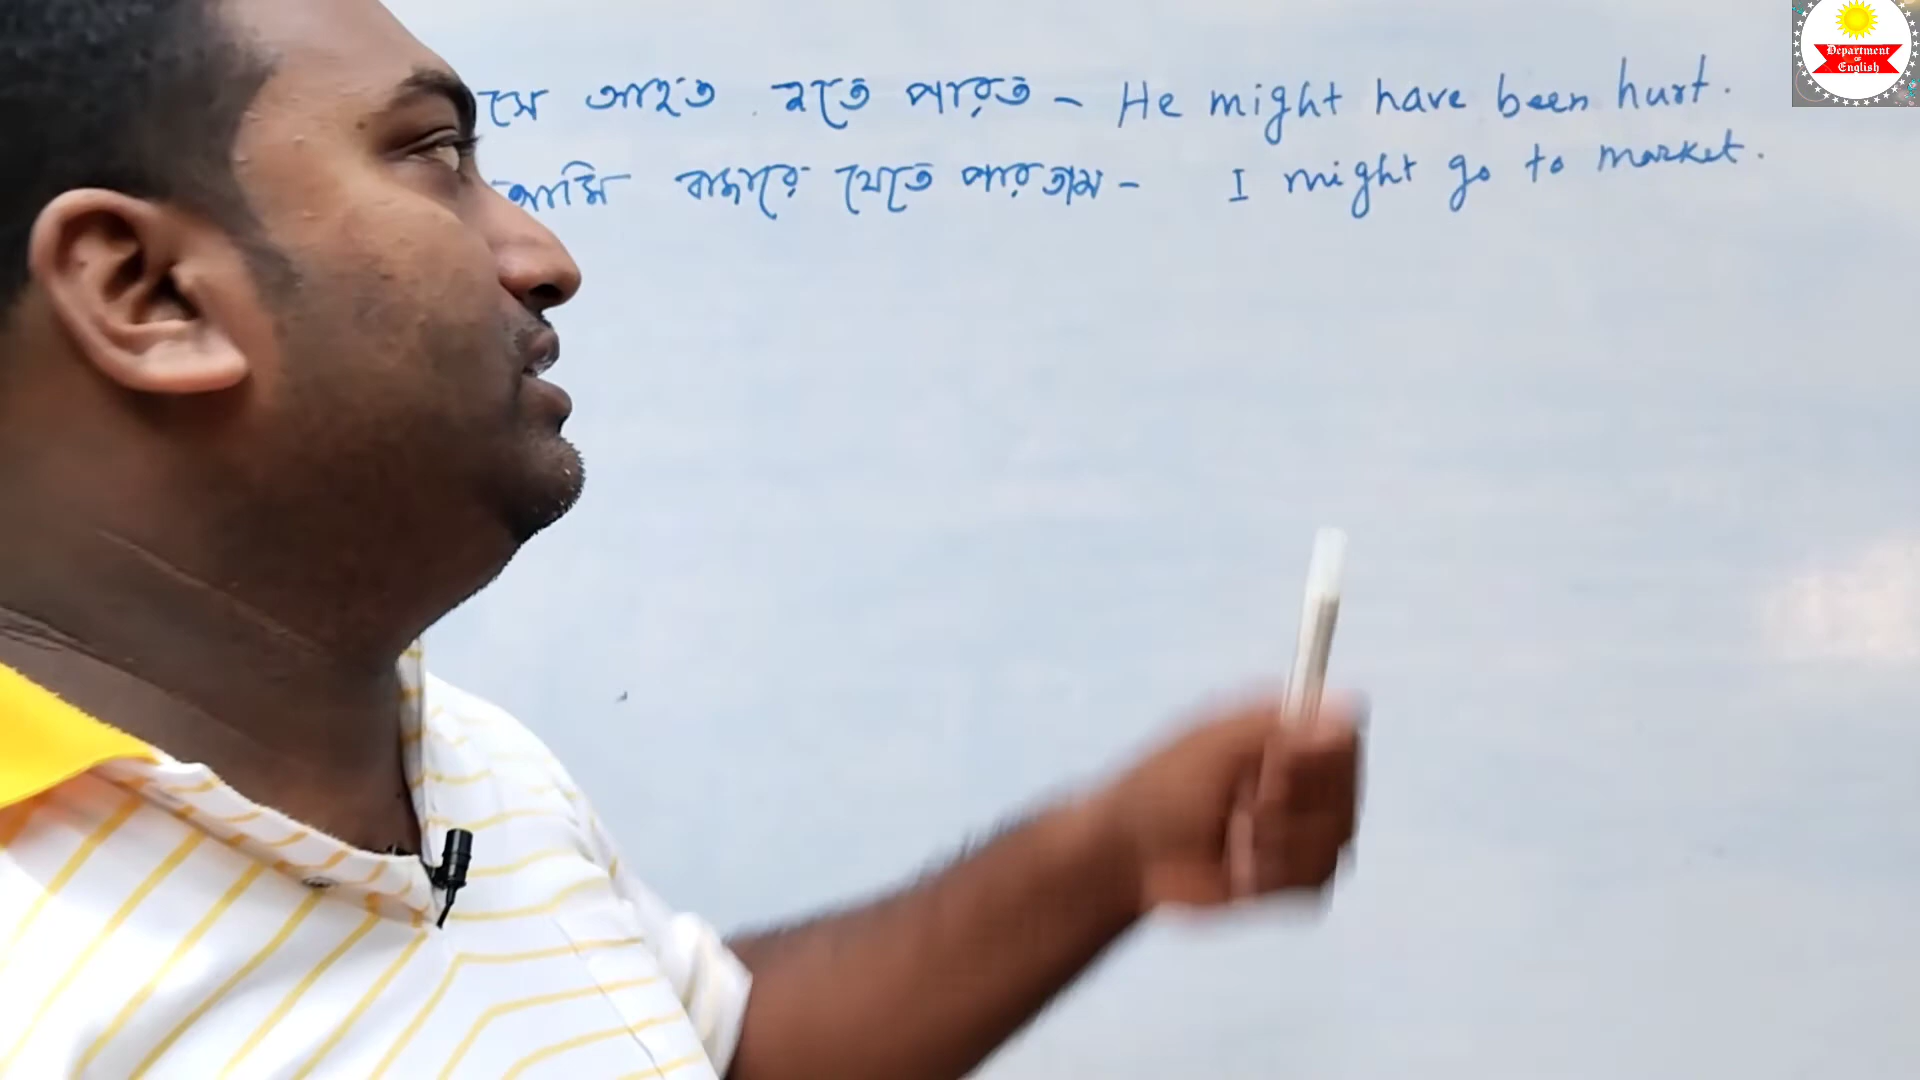 সে আহত হতে পারত – He might have been hurt.
আমি বাজারে যেতে পারতাম – I might go to market.
Department
OF
English